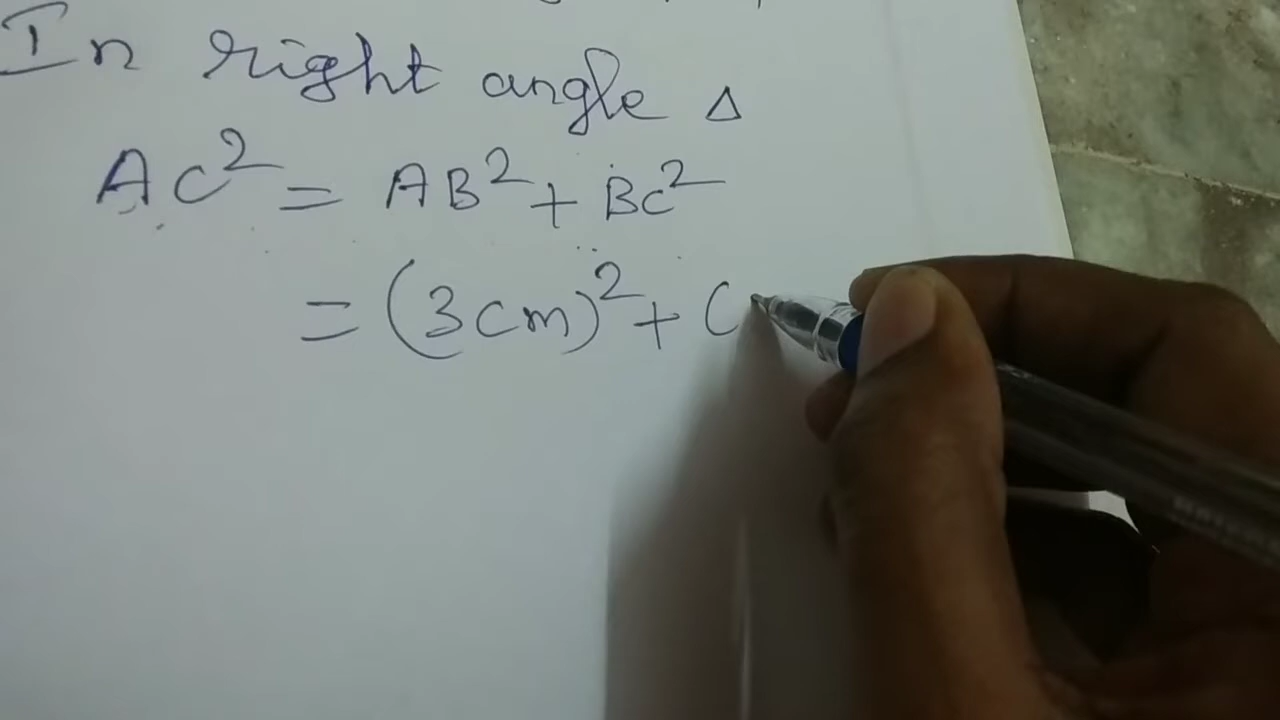 In right angle Δ
AC² = AB² + BC²
= (3cm)² + (